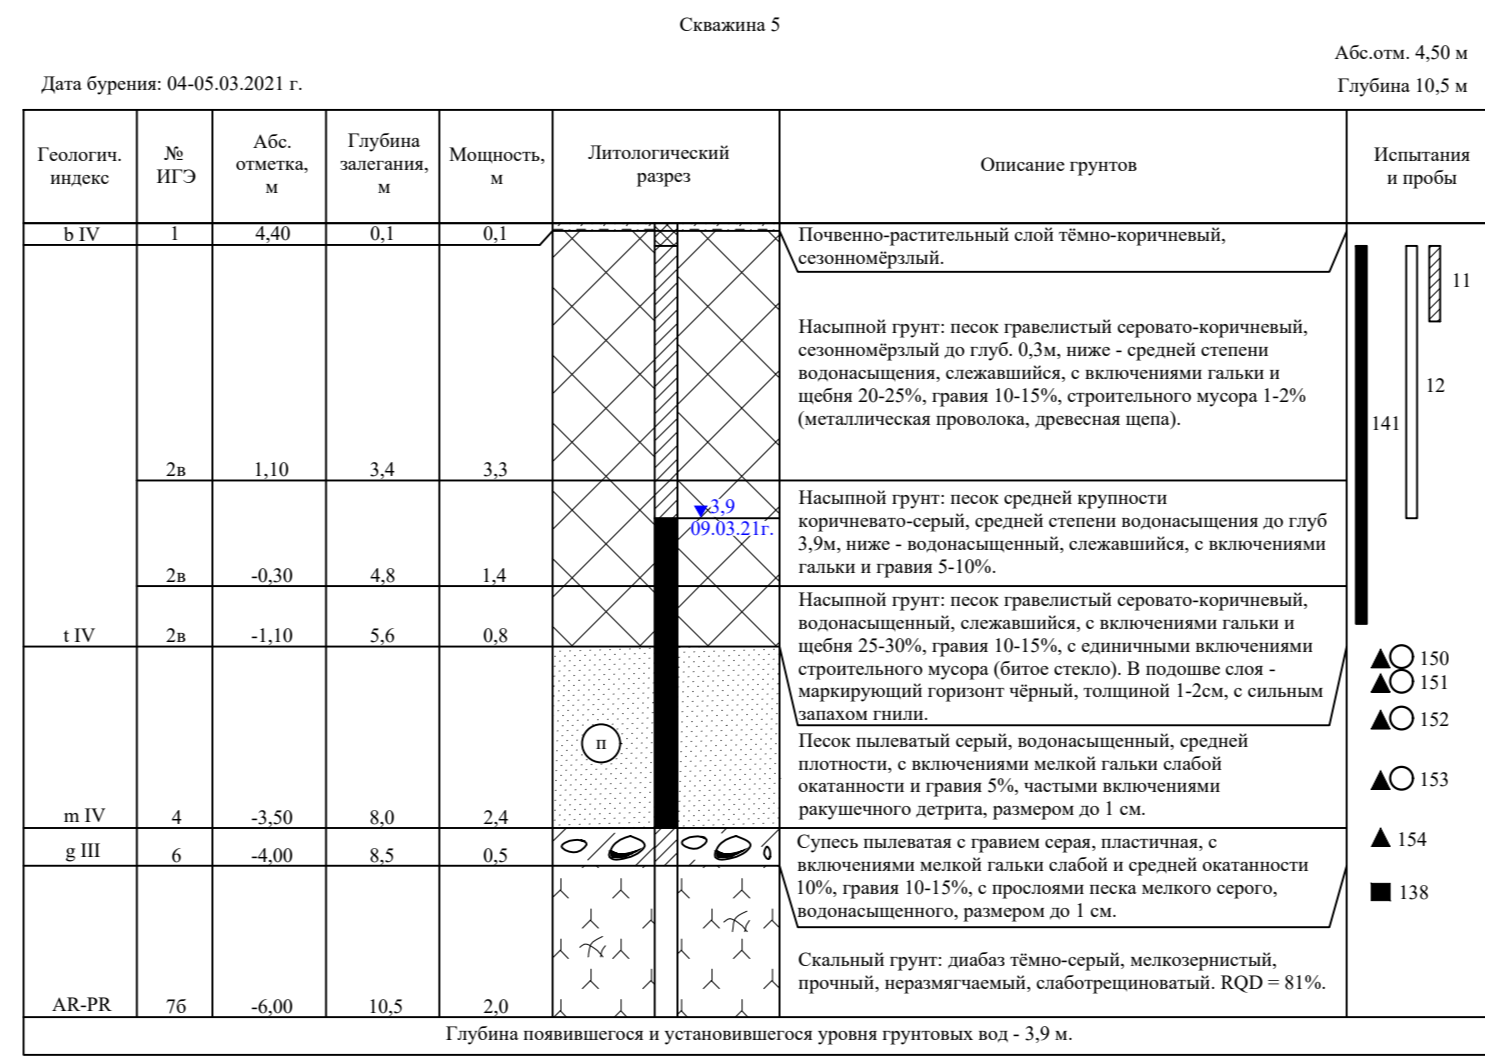 Скважина 5
Абс.отм. 4,50 м
Дата бурения: 04-05.03.2021 г.
Глубина 10,5 м
Геологич.
индекс
№
ИГЭ
Абс.
отметка,
м
Глубина
залегания,
м
Мощность,
м
Литологический
разрез
Описание грунтов
Испытания
и пробы
b IV 1 4,40 0,1 0,1
Почвенно-растительный слой тёмно-коричневый,
сезонномёрзлый.
2в 1,10 3,4 3,3
Насыпной грунт: песок гравелистый серовато-коричневый,
сезонномёрзлый до глуб. 0,3м, ниже - средней степени
водонасыщения, слежавшийся, с включениями гальки и
щебня 20-25%, гравия 10-15%, строительного мусора 1-2%
(металлическая проволока, древесная щепа).
11
12
141
2в -0,30 4,8 1,4
3,9
09.03.21г.
Насыпной грунт: песок средней крупности
коричневато-серый, средней степени водонасыщения до глуб
3,9м, ниже - водонасыщенный, слежавшийся, с включениями
гальки и гравия 5-10%.
t IV 2в -1,10 5,6 0,8
Насыпной грунт: песок гравелистый серовато-коричневый,
водонасыщенный, слежавшийся, с включениями гальки и
щебня 25-30%, гравия 10-15%, с единичными включениями
строительного мусора (битое стекло). В подошве слоя -
маркирующий горизонт чёрный, толщиной 1-2см, с сильным
запахом гнили.
150
151
152
m IV 4 -3,50 8,0 2,4
п
Песок пылеватый серый, водонасыщенный, средней
плотности, с включениями мелкой гальки слабой
окатанности и гравия 5%, частыми включениями
ракушечного детрита, размером до 1 см.
153
g III 6 -4,00 8,5 0,5
Супесь пылеватая с гравием серая, пластичная, с
включениями мелкой гальки слабой и средней окатанности
10%, гравия 10-15%, с прослоями песка мелкого серого,
водонасыщенного, размером до 1 см.
154
138
AR-PR 7б -6,00 10,5 2,0
Скальный грунт: диабаз тёмно-серый, мелкозернистый,
прочный, неразмягчаемый, слаботрещиноватый. RQD = 81%.
Глубина появившегося и установившегося уровня грунтовых вод - 3,9 м.